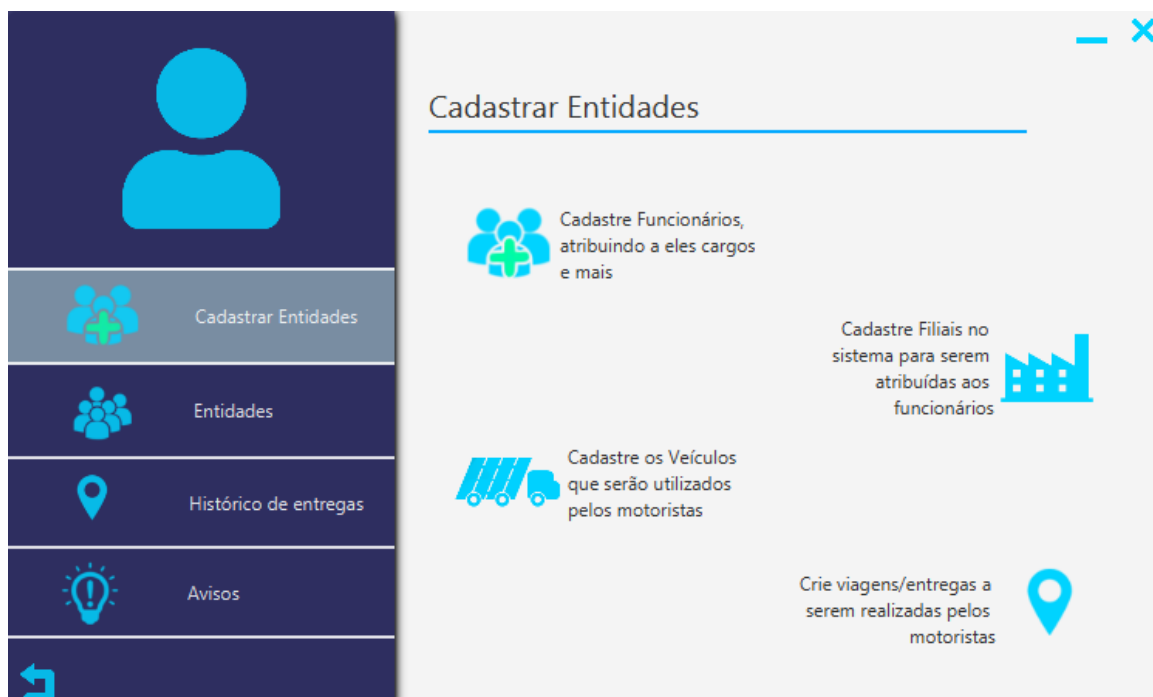 Cadastrar Entidades
Entidades
Histórico de entregas
Avisos
Cadastrar Entidades
Cadastre Funcionários,
atribuindo a eles cargos
e mais
Cadastre Filiais no
sistema para serem
atribuídas aos
funcionários
Cadastre os Veículos
que serão utilizados
pelos motoristas
Crie viagens/entregas a
serem realizadas pelos
motoristas